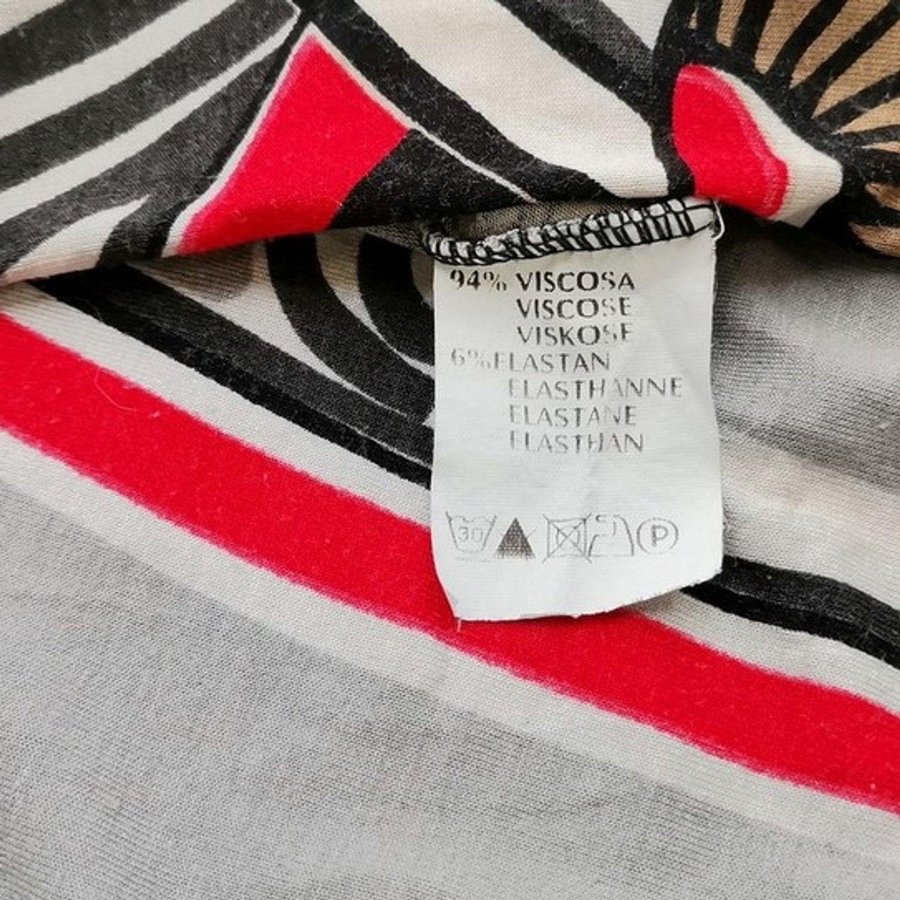 94% VISCOSA
VISCOSE
VISKOSE
6% ELASTAN
ELASTHANNE
ELASTANE
ELASTHAN
30 P